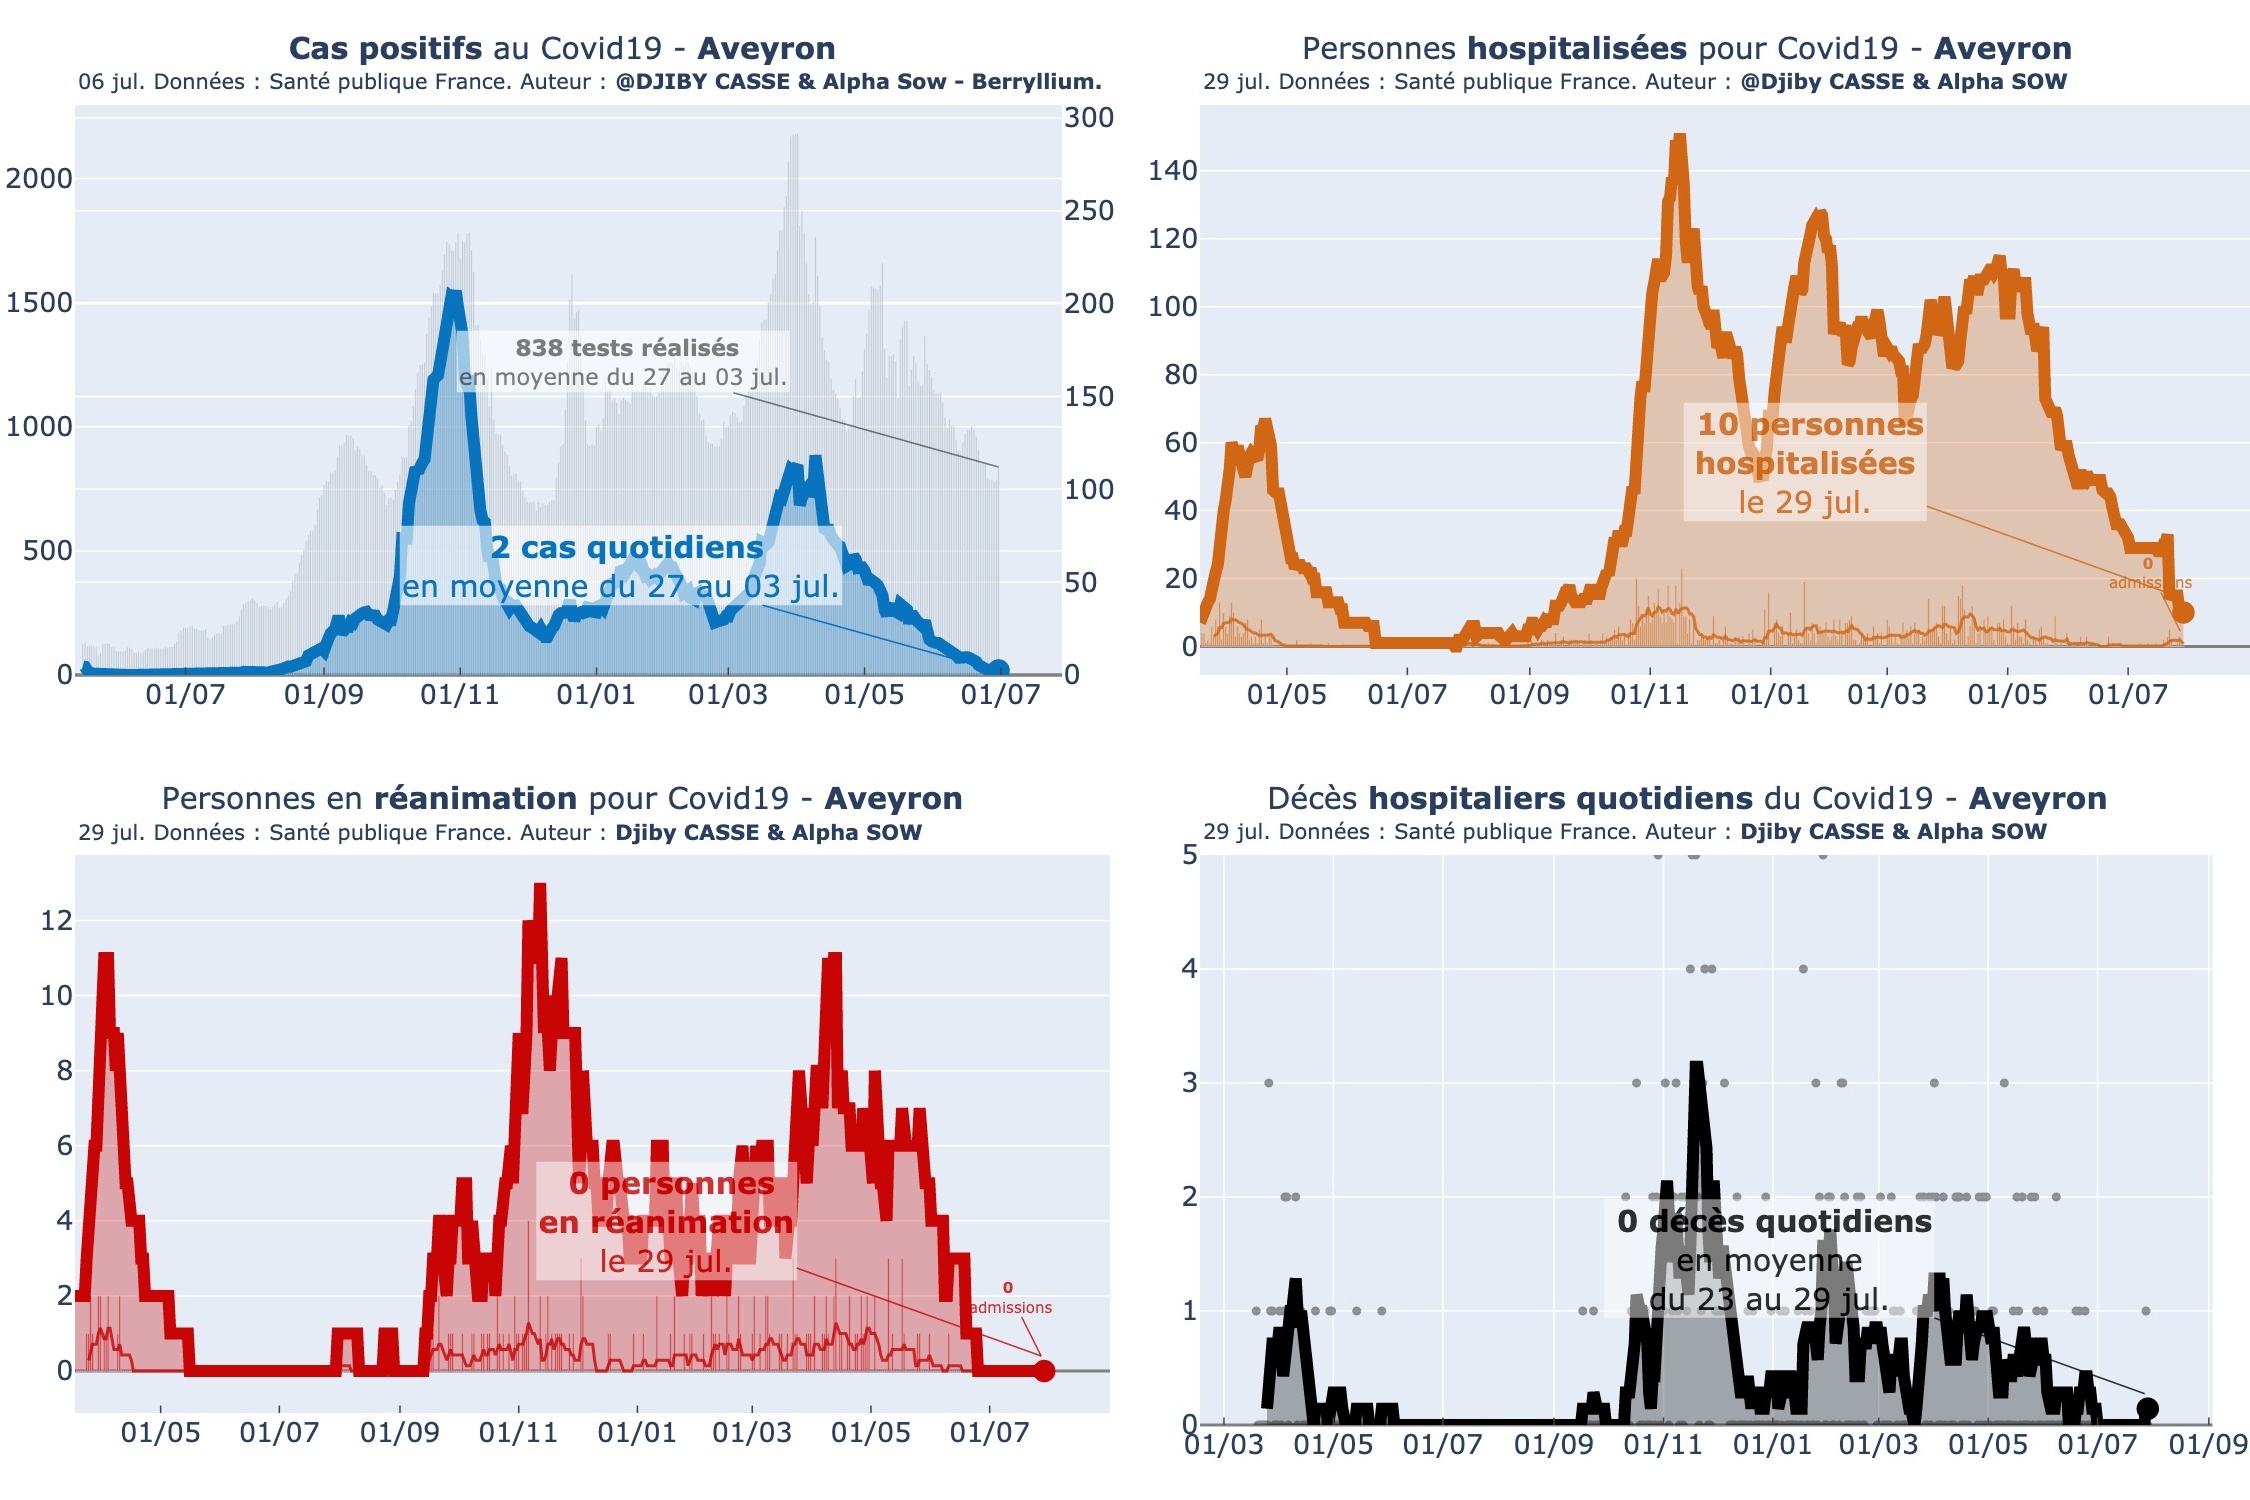 Cas positifs au Covid19 - Aveyron
06 jul. Données : Santé publique France. Auteur : @DJIBY CASSE & Alpha Sow - Berryllium.
300
250
200
150
100
50
0
2000
1500
1000
500
0
838 tests réalisés
en moyenne du 27 au 03 jul.
2 cas quotidiens
en moyenne du 27 au 03 jul.
01/07 01/09 01/11 01/01 01/03 01/05 01/07
Personnes hospitalisées pour Covid19 - Aveyron
29 jul. Données : Santé publique France. Auteur : @Djiby CASSE & Alpha SOW
140
120
100
80
60
40
20
0
10 personnes
hospitalisées
le 29 jul.
0
admissions
01/05 01/07 01/09 01/11 01/01 01/03 01/05 01/07
Personnes en réanimation pour Covid19 - Aveyron
29 jul. Données : Santé publique France. Auteur : Djiby CASSE & Alpha SOW
12
10
8
6
4
2
0
0 personnes
en réanimation
le 29 jul.
0
admissions
01/05 01/07 01/09 01/11 01/01 01/03 01/05 01/07
Décès hospitaliers quotidiens du Covid19 - Aveyron
29 jul. Données : Santé publique France. Auteur : Djiby CASSE & Alpha SOW
5
4
3
2
1
0
0 décès quotidiens
en moyenne
du 23 au 29 jul.
01/03 01/05 01/07 01/09 01/11 01/01 01/03 01/05 01/07 01/09